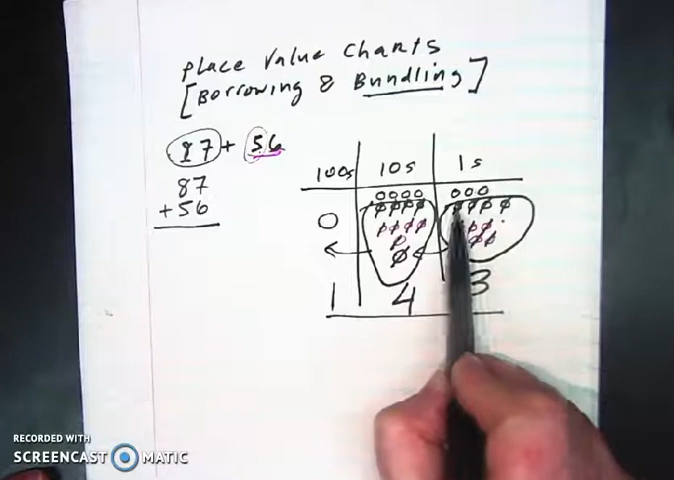 Place Value Charts
[Borrowing & Bundling]
87 + 56
87
+56
100s 10s 1s
0
1 4 3
RECORDED WITH
SCREENCAST MATIC